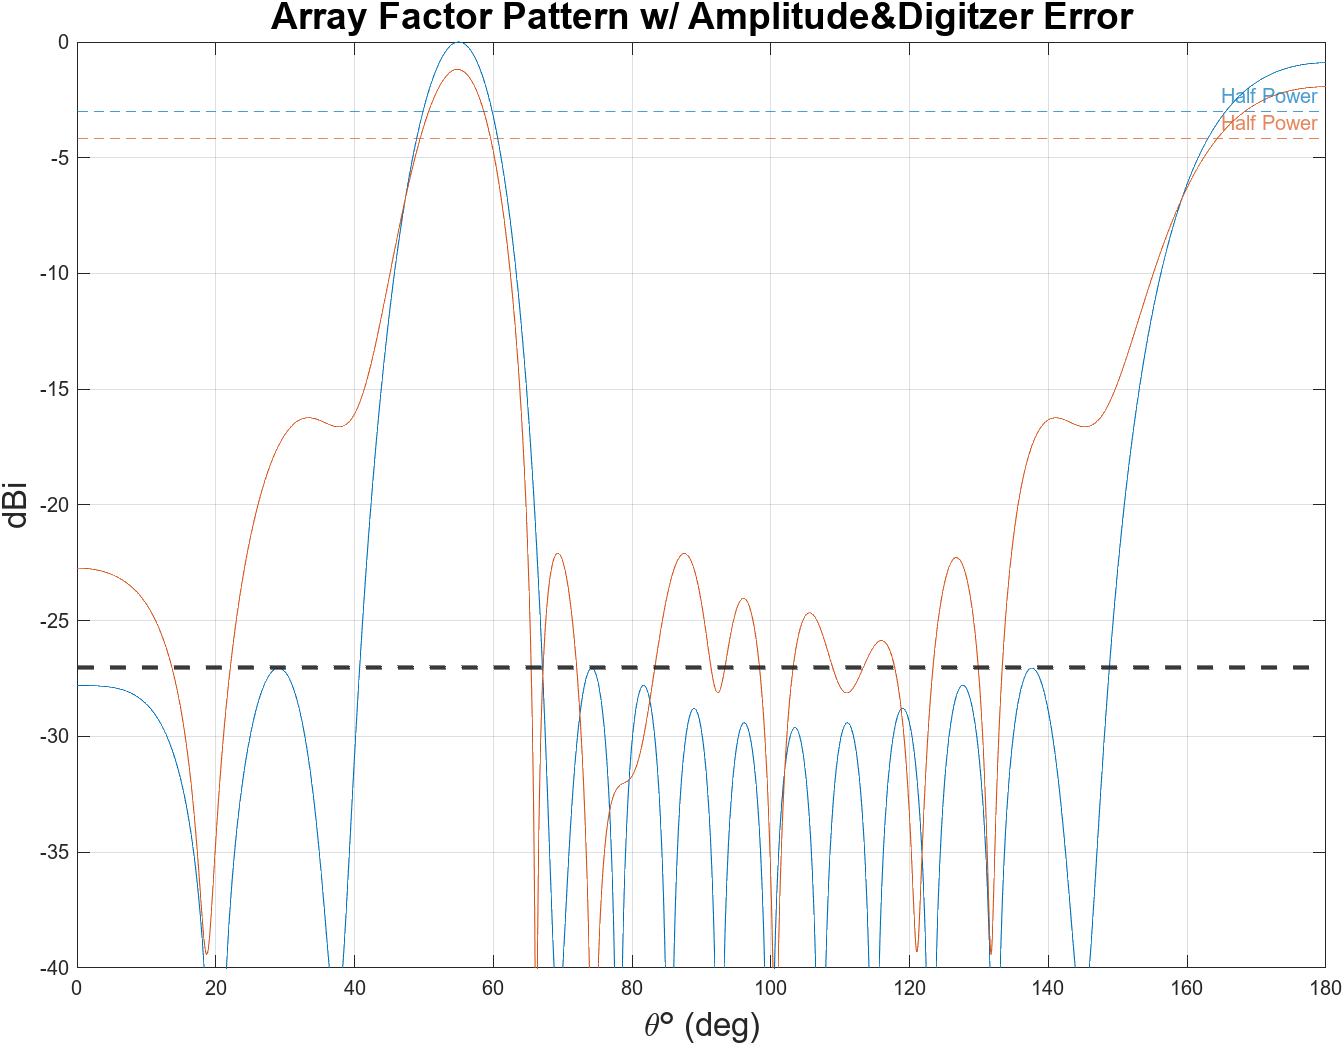 Array Factor Pattern w/ Amplitude&Digitzer Error
0
-5
-10
-15
-20
-25
-30
-35
-40
dBi
Half Power
Half Power
0 20 40 60 80 100 120 140 160 180
θ° (deg)